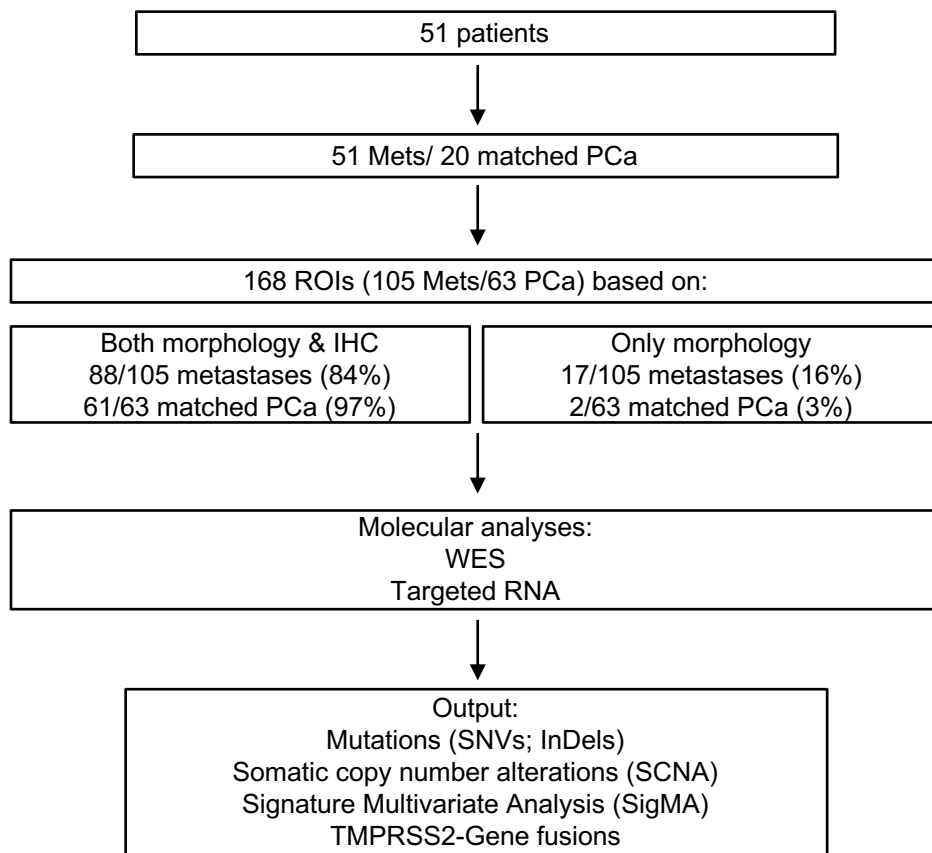 51 patients
51 Mets/ 20 matched PCa
168 ROIs (105 Mets/63 PCa) based on:
Both morphology & IHC
88/105 metastases (84%)
61/63 matched PCa (97%)
Only morphology
17/105 metastases (16%)
2/63 matched PCa (3%)
Molecular analyses:
WES
Targeted RNA
Output:
Mutations (SNVs; InDels)
Somatic copy number alterations (SCNA)
Signature Multivariate Analysis (SigMA)
TMPRSS2-Gene fusions